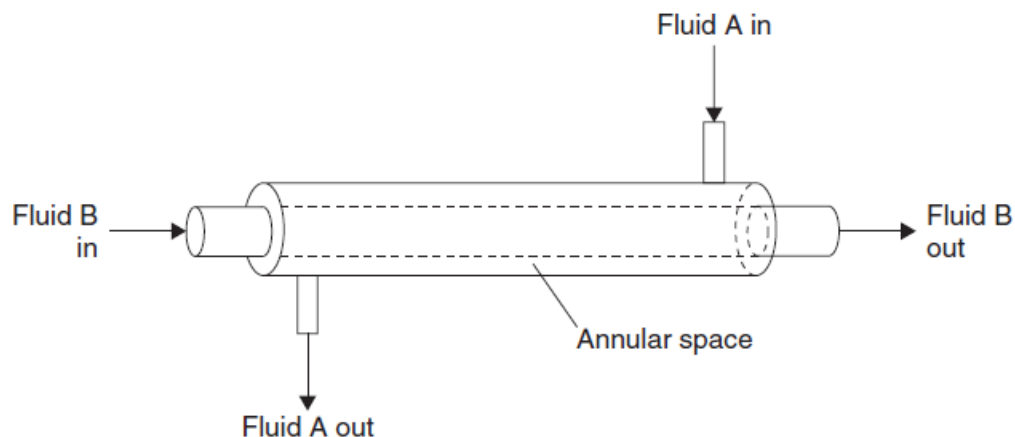 Fluid A in
Fluid B
in
Fluid B
out
Annular space
Fluid A out